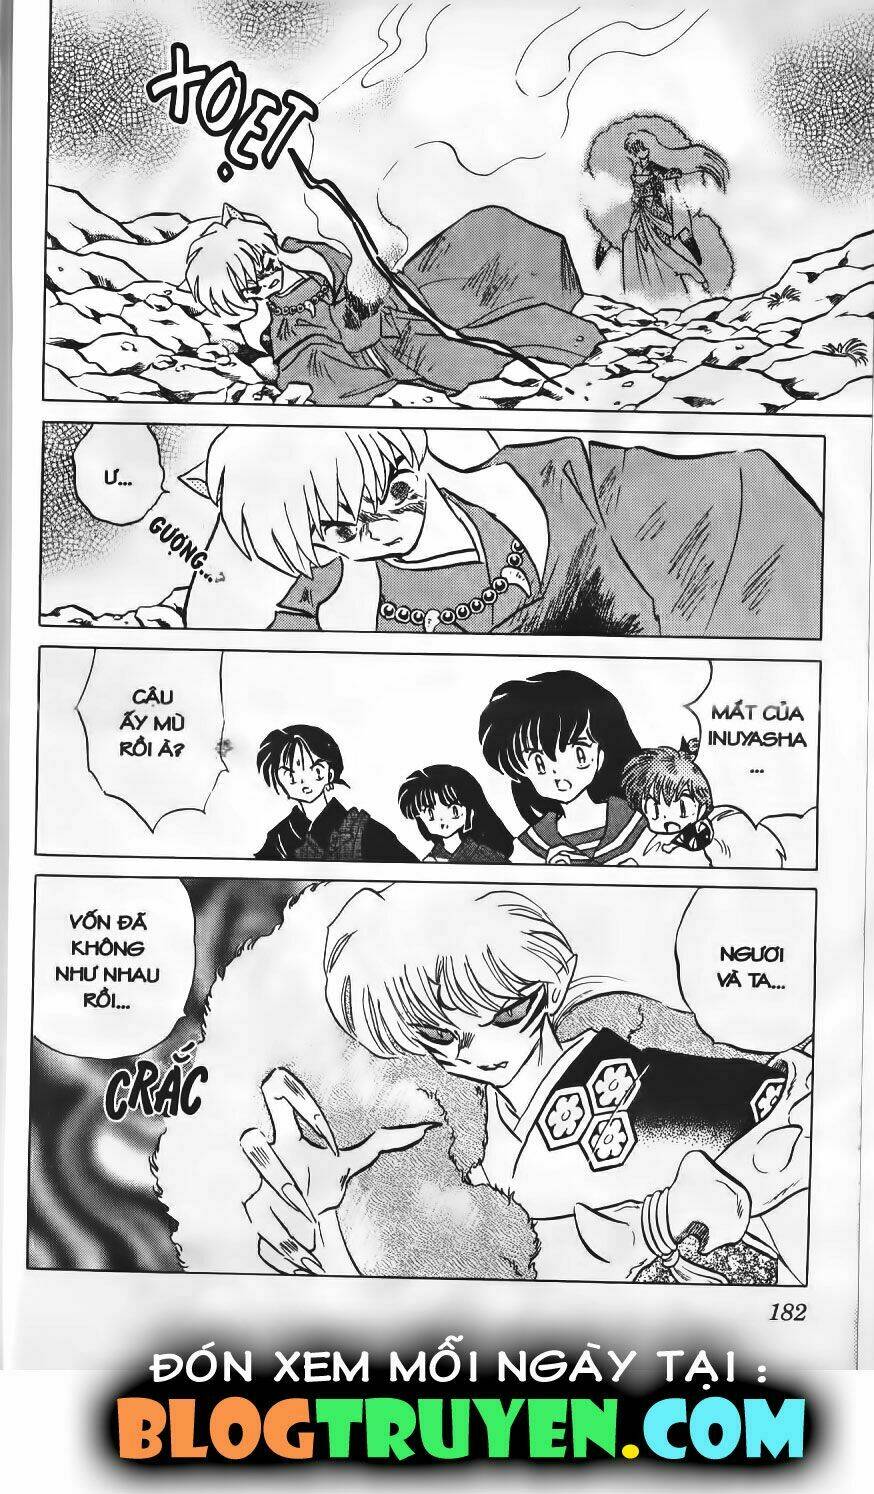 XOẸT
Ư...
GƯỢNG...
MẮT CỦA
INUYASHA
...
CẬU
ẤY MÙ
RỒI À?
NGƯƠI
VÀ TA...
VỐN ĐÃ
KHÔNG
NHƯ NHAU
RỒI...
CRẮC
182
ĐÓN XEM MỖI NGÀY TẠI :
BLOGTRUYEN.COM